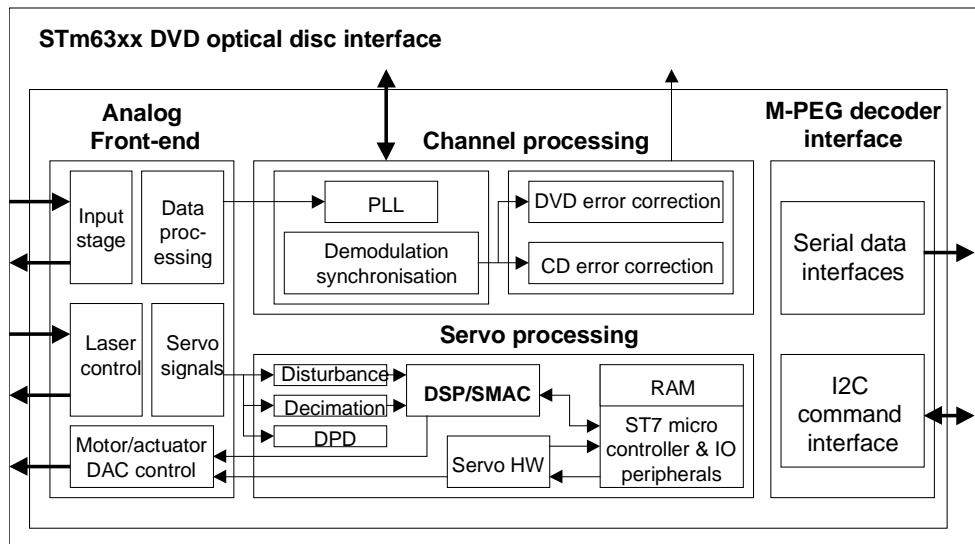 STm63xx DVD optical disc interface
Analog
Front-end
Channel processing
M-PEG decoder
interface
Input
stage
Data
proc-
essing
PLL
Demodulation
synchronisation
DVD error correction
CD error correction
Serial data
interfaces
Servo processing
Laser
control
Servo
signals
Disturbance
Decimation
DPD
DSP/SMAC
RAM
ST7 micro
controller & IO
peripherals
I2C
command
interface
Motor/actuator
DAC control
Servo HW